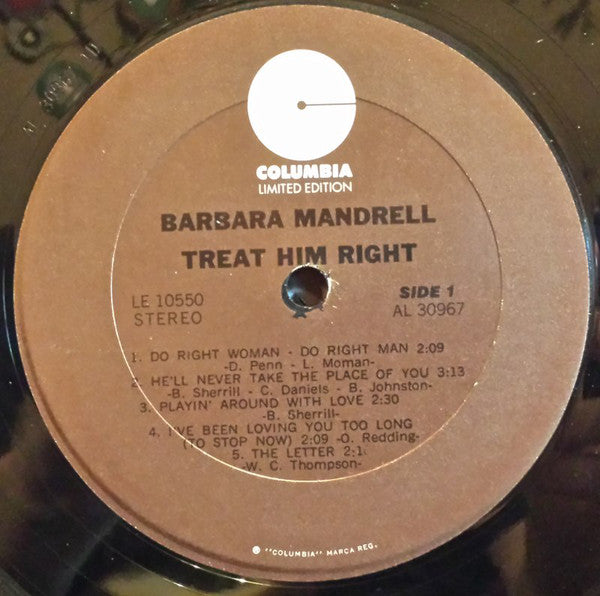 COLUMBIA
LIMITED EDITION
BARBARA MANDRELL
TREAT HIM RIGHT
LE 10550
STEREO
SIDE 1
AL 30967
1. DO RIGHT WOMAN - DO RIGHT MAN 2:09
-D. Penn - L. Moman-
2. HE'LL NEVER TAKE THE PLACE OF YOU 3:13
-B. Sherrill - C. Daniels - B. Johnston-
3. PLAYIN' AROUND WITH LOVE 2:30
-B. Sherrill-
4. I'VE BEEN LOVING YOU TOO LONG
(TO STOP NOW) 2:09 -O. Redding-
5. THE LETTER
-W. C. Thompson-
® "COLUMBIA" MARCA REG.